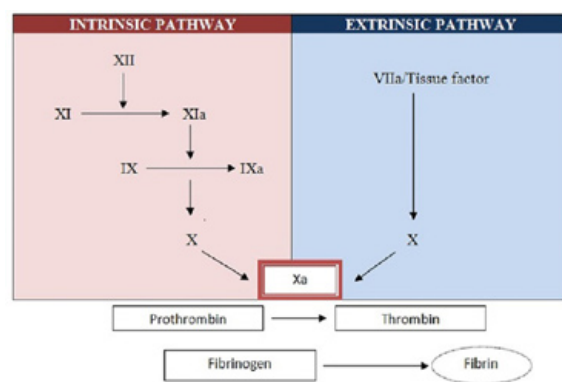 INTRINSIC PATHWAY EXTRINSIC PATHWAY
XII
VIIa/Tissue factor
XI XIa
IX IXa
X X
Xa
Prothrombin Thrombin
Fibrinogen Fibrin